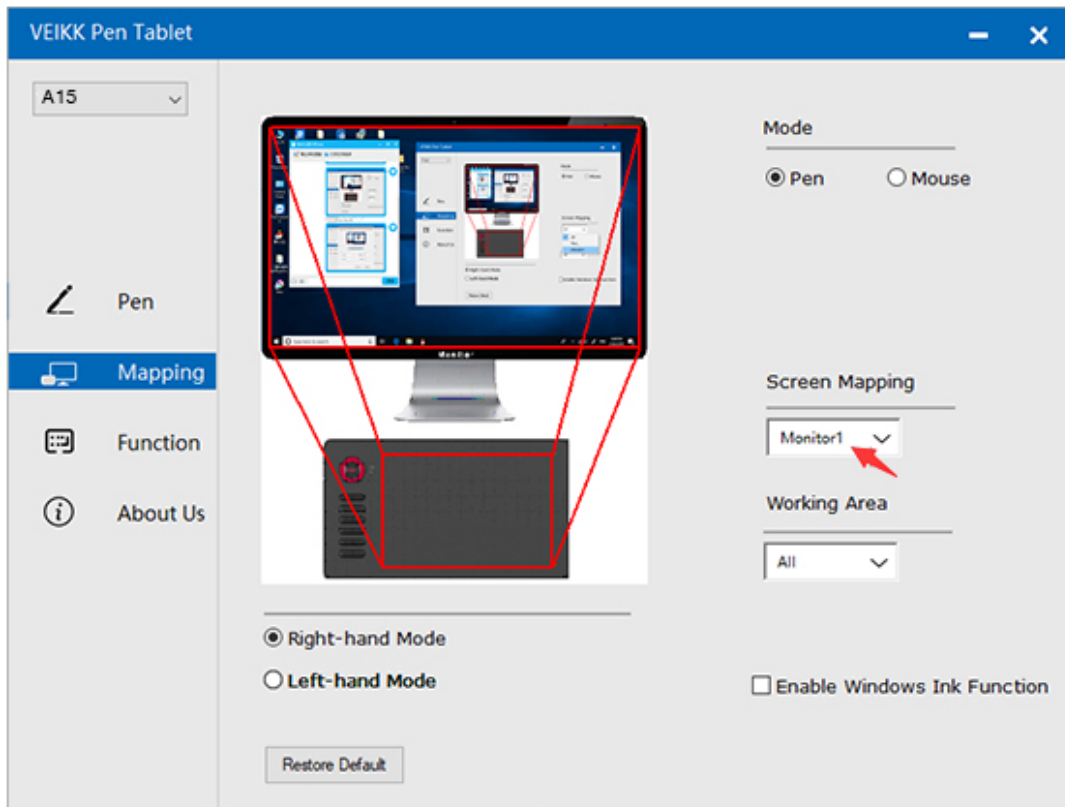 VEIKK Pen Tablet
A15
Pen
Mapping
Function
About Us
Monitor
Right-hand Mode
Left-hand Mode
Restore Default
Mode
Pen
Mouse
Screen Mapping
Monitor1
Working Area
All
Enable Windows Ink Function